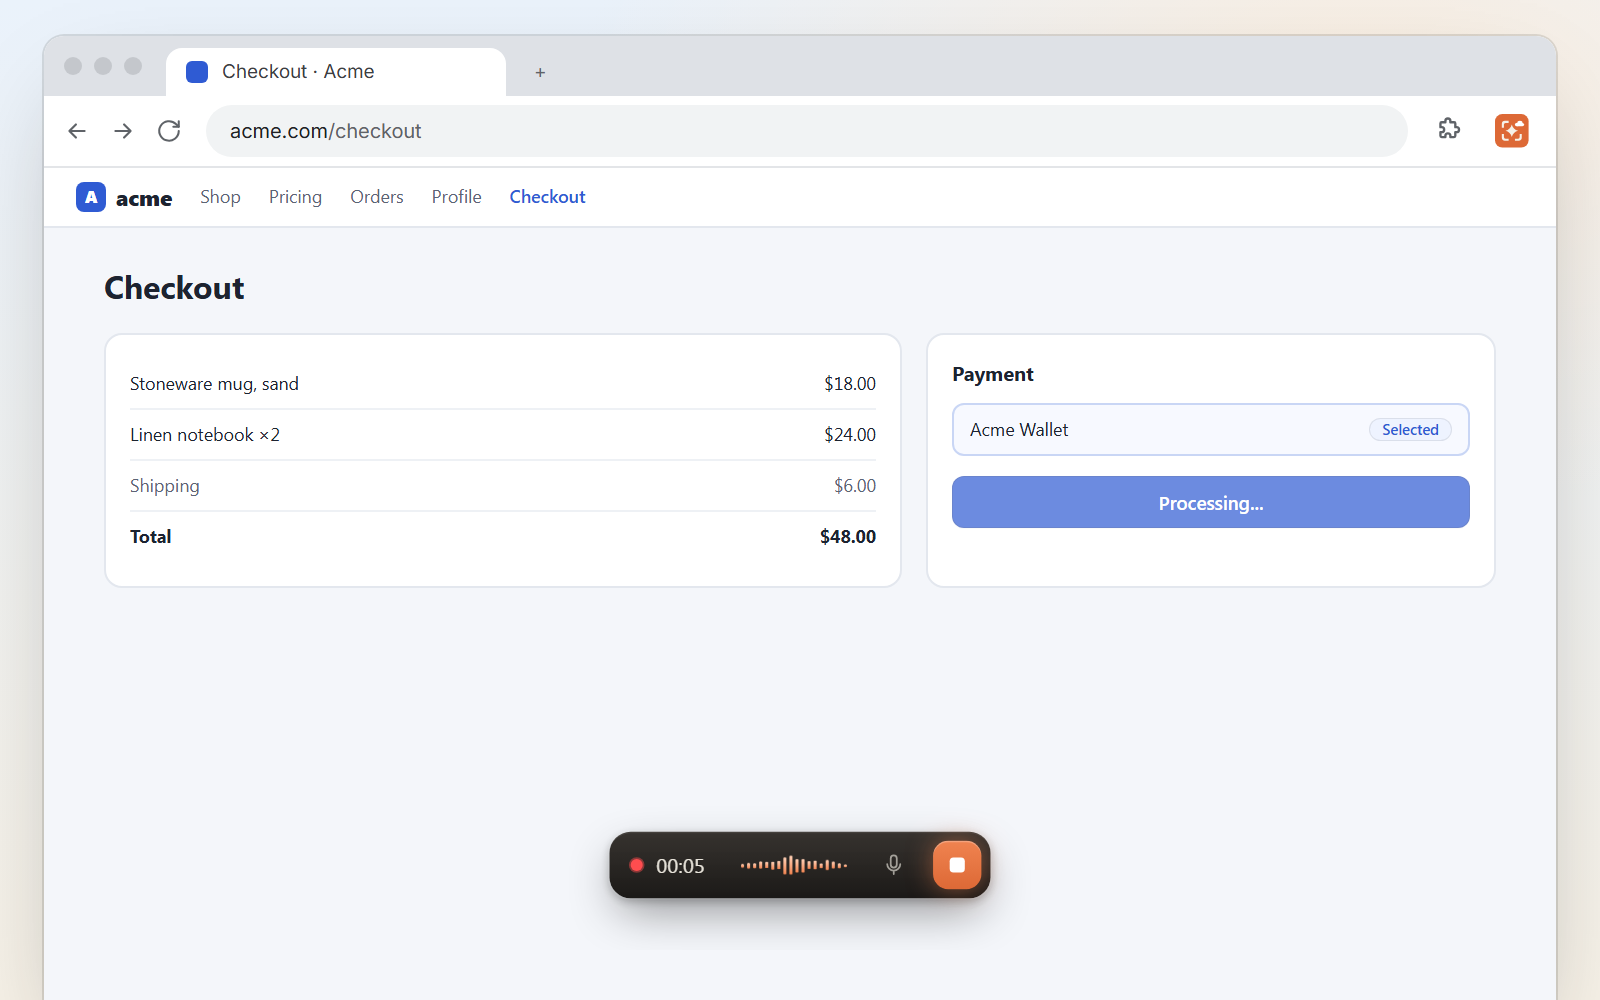 Checkout · Acme
+
acme.com/checkout
A acme Shop Pricing Orders Profile Checkout
Checkout
Stoneware mug, sand $18.00
Linen notebook ×2 $24.00
Shipping $6.00
Total $48.00
Payment
Acme Wallet Selected
Processing...
00:05